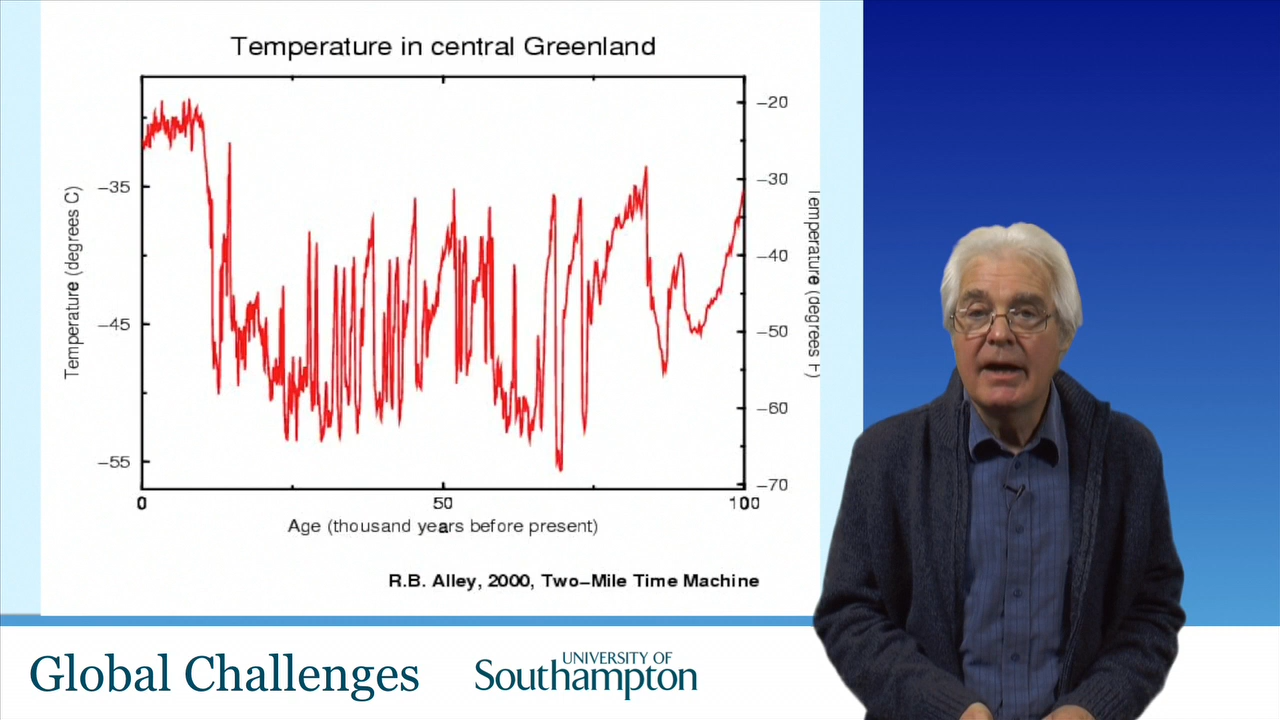 Temperature in central Greenland
−20
−35
−30
−40
−45
−50
−60
−55
−70
0
50
100
Temperature (degrees C)
Temperature (degrees F)
Age (thousand years before present)
R.B. Alley, 2000, Two−Mile Time Machine
Global Challenges
UNIVERSITY OF
Southampton